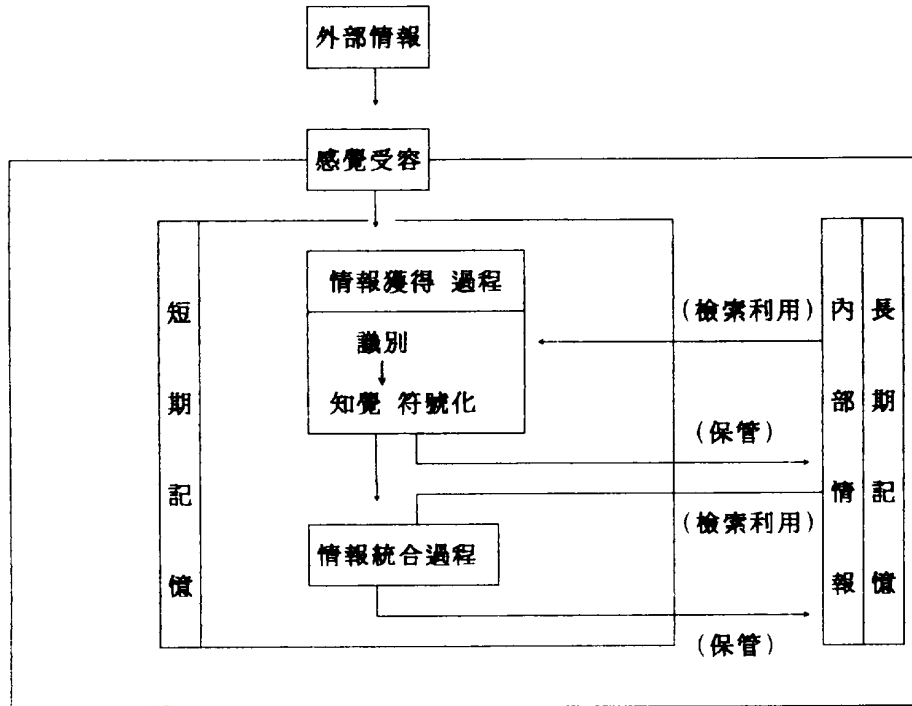 外部情報
感覺受容
短期記憶
情報獲得 過程
識別
知覺 符號化
情報統合過程
(檢索利用)
(保管)
(檢索利用)
(保管)
內部情報
長期記憶